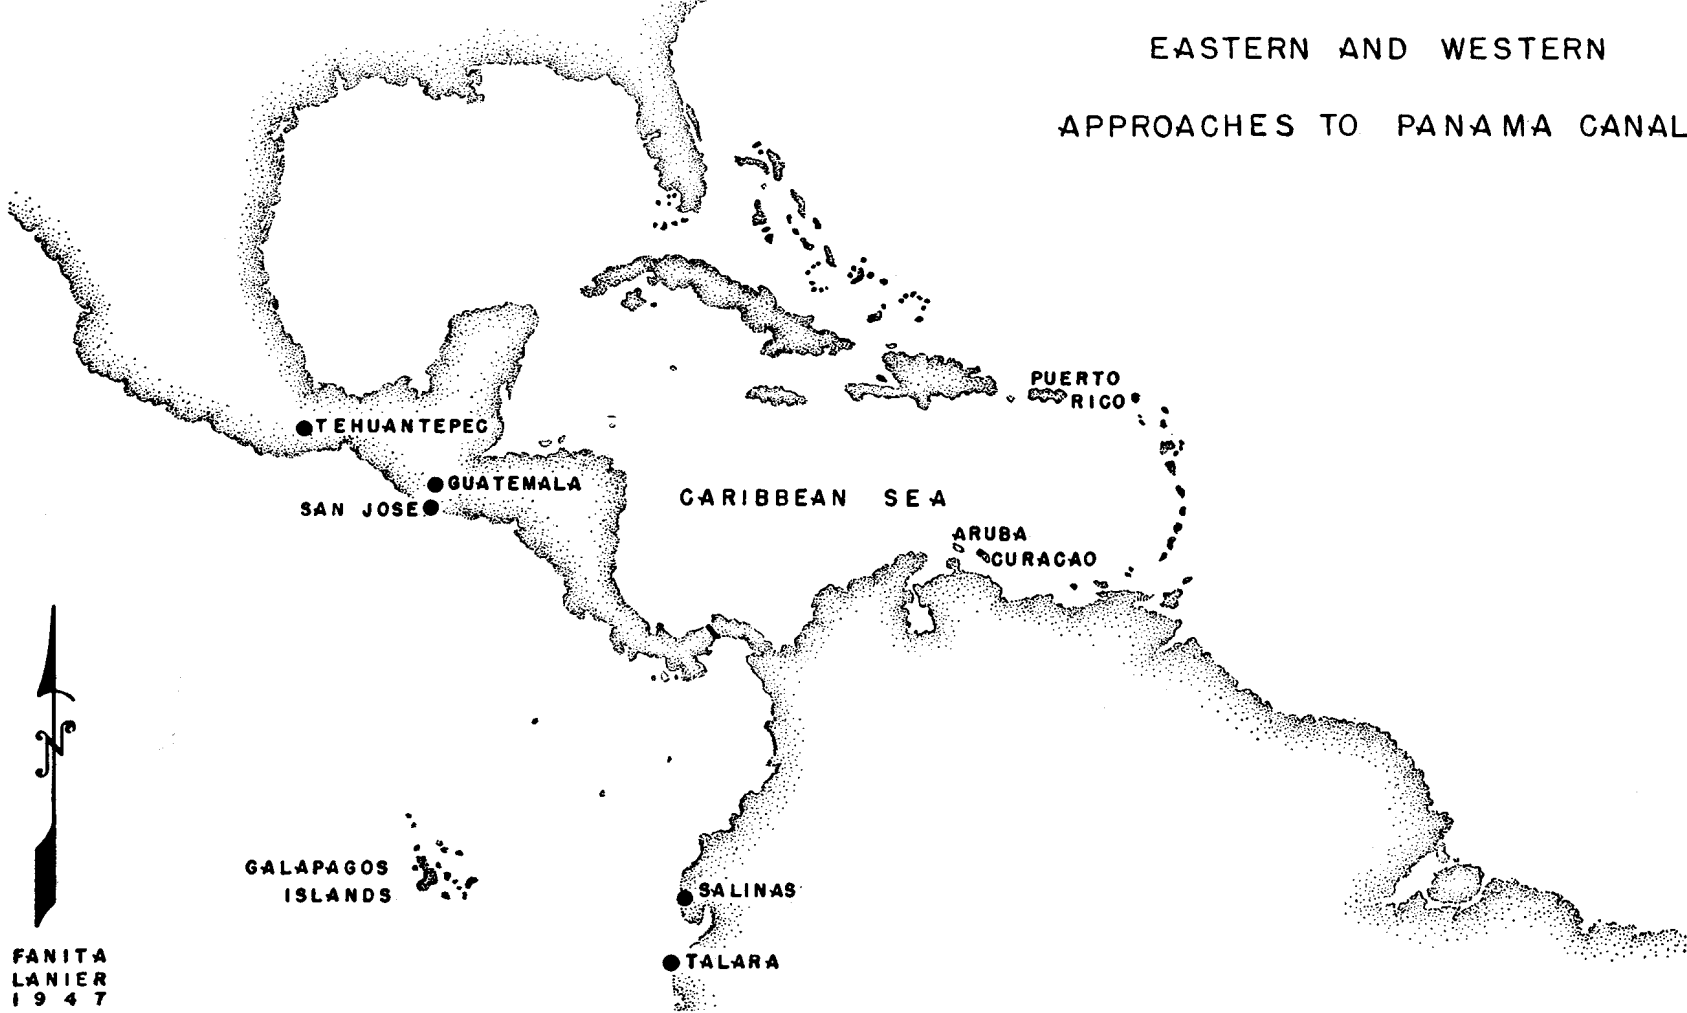 EASTERN AND WESTERN
APPROACHES TO PANAMA CANAL
PUERTO
RICO
TEHUANTEPEC
GUATEMALA
SAN JOSE
CARIBBEAN SEA
ARUBA
CURACAO
N
GALAPAGOS
ISLANDS
SALINAS
TALARA
FANITA
LANIER
1947